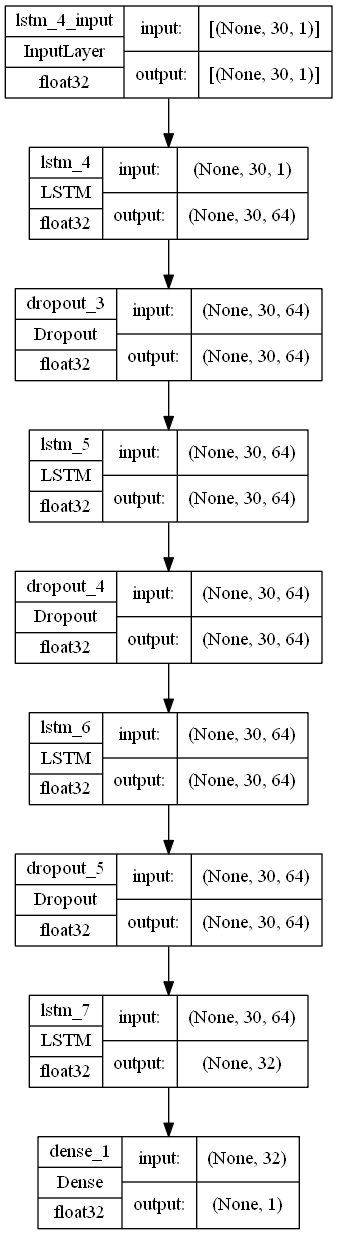 lstm_4_input
InputLayer
float32
input: [(None, 30, 1)]
output: [(None, 30, 1)]
lstm_4
LSTM
float32
input: (None, 30, 1)
output: (None, 30, 64)
dropout_3
Dropout
float32
input: (None, 30, 64)
output: (None, 30, 64)
lstm_5
LSTM
float32
input: (None, 30, 64)
output: (None, 30, 64)
dropout_4
Dropout
float32
input: (None, 30, 64)
output: (None, 30, 64)
lstm_6
LSTM
float32
input: (None, 30, 64)
output: (None, 30, 64)
dropout_5
Dropout
float32
input: (None, 30, 64)
output: (None, 30, 64)
lstm_7
LSTM
float32
input: (None, 30, 64)
output: (None, 32)
dense_1
Dense
float32
input: (None, 32)
output: (None, 1)